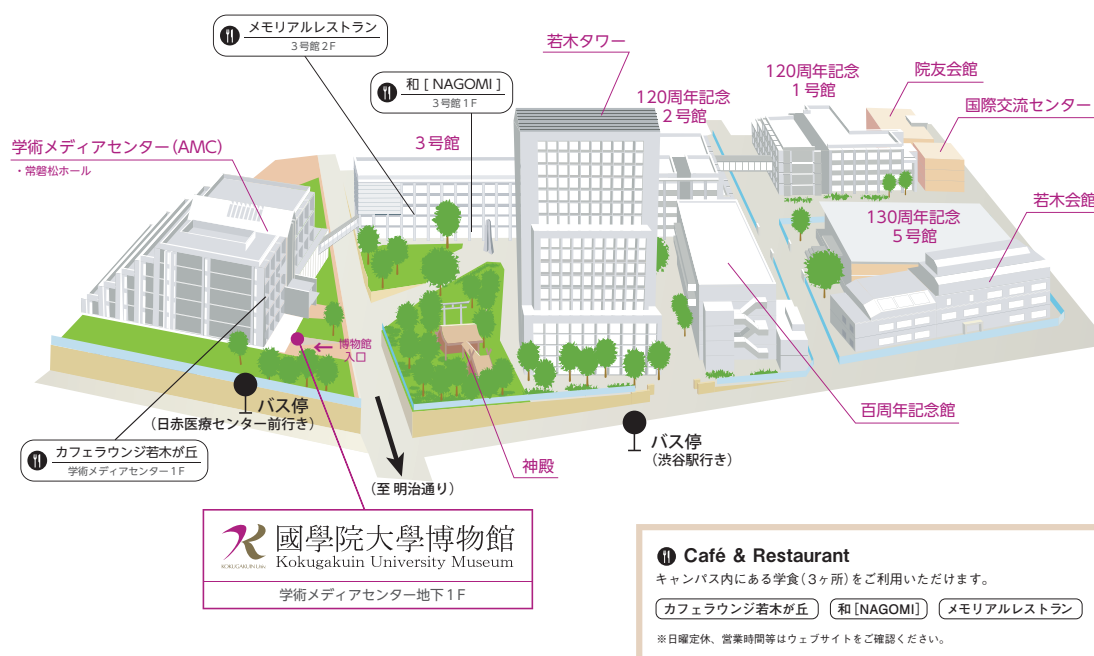 メモリアルレストラン
3号館2F
若木タワー
和 [ NAGOMI ]
3号館1F
120周年記念
2号館
120周年記念
1号館
院友会館
国際交流センター
学術メディアセンター(AMC)
・常磐松ホール
3号館
若木会館
130周年記念
5号館
博物館
入口
バス停
(日赤医療センター前行き)
百周年記念館
バス停
(渋谷駅行き)
カフェラウンジ若木が丘
学術メディアセンター1F
神殿
(至 明治通り)
KOKUGAKUIN Univ.
國學院大學博物館
Kokugakuin University Museum
学術メディアセンター地下1F
Café & Restaurant
キャンパス内にある学食(3ヶ所)をご利用いただけます。
カフェラウンジ若木が丘 和 [NAGOMI] メモリアルレストラン
※日曜定休、営業時間等はウェブサイトをご確認ください。